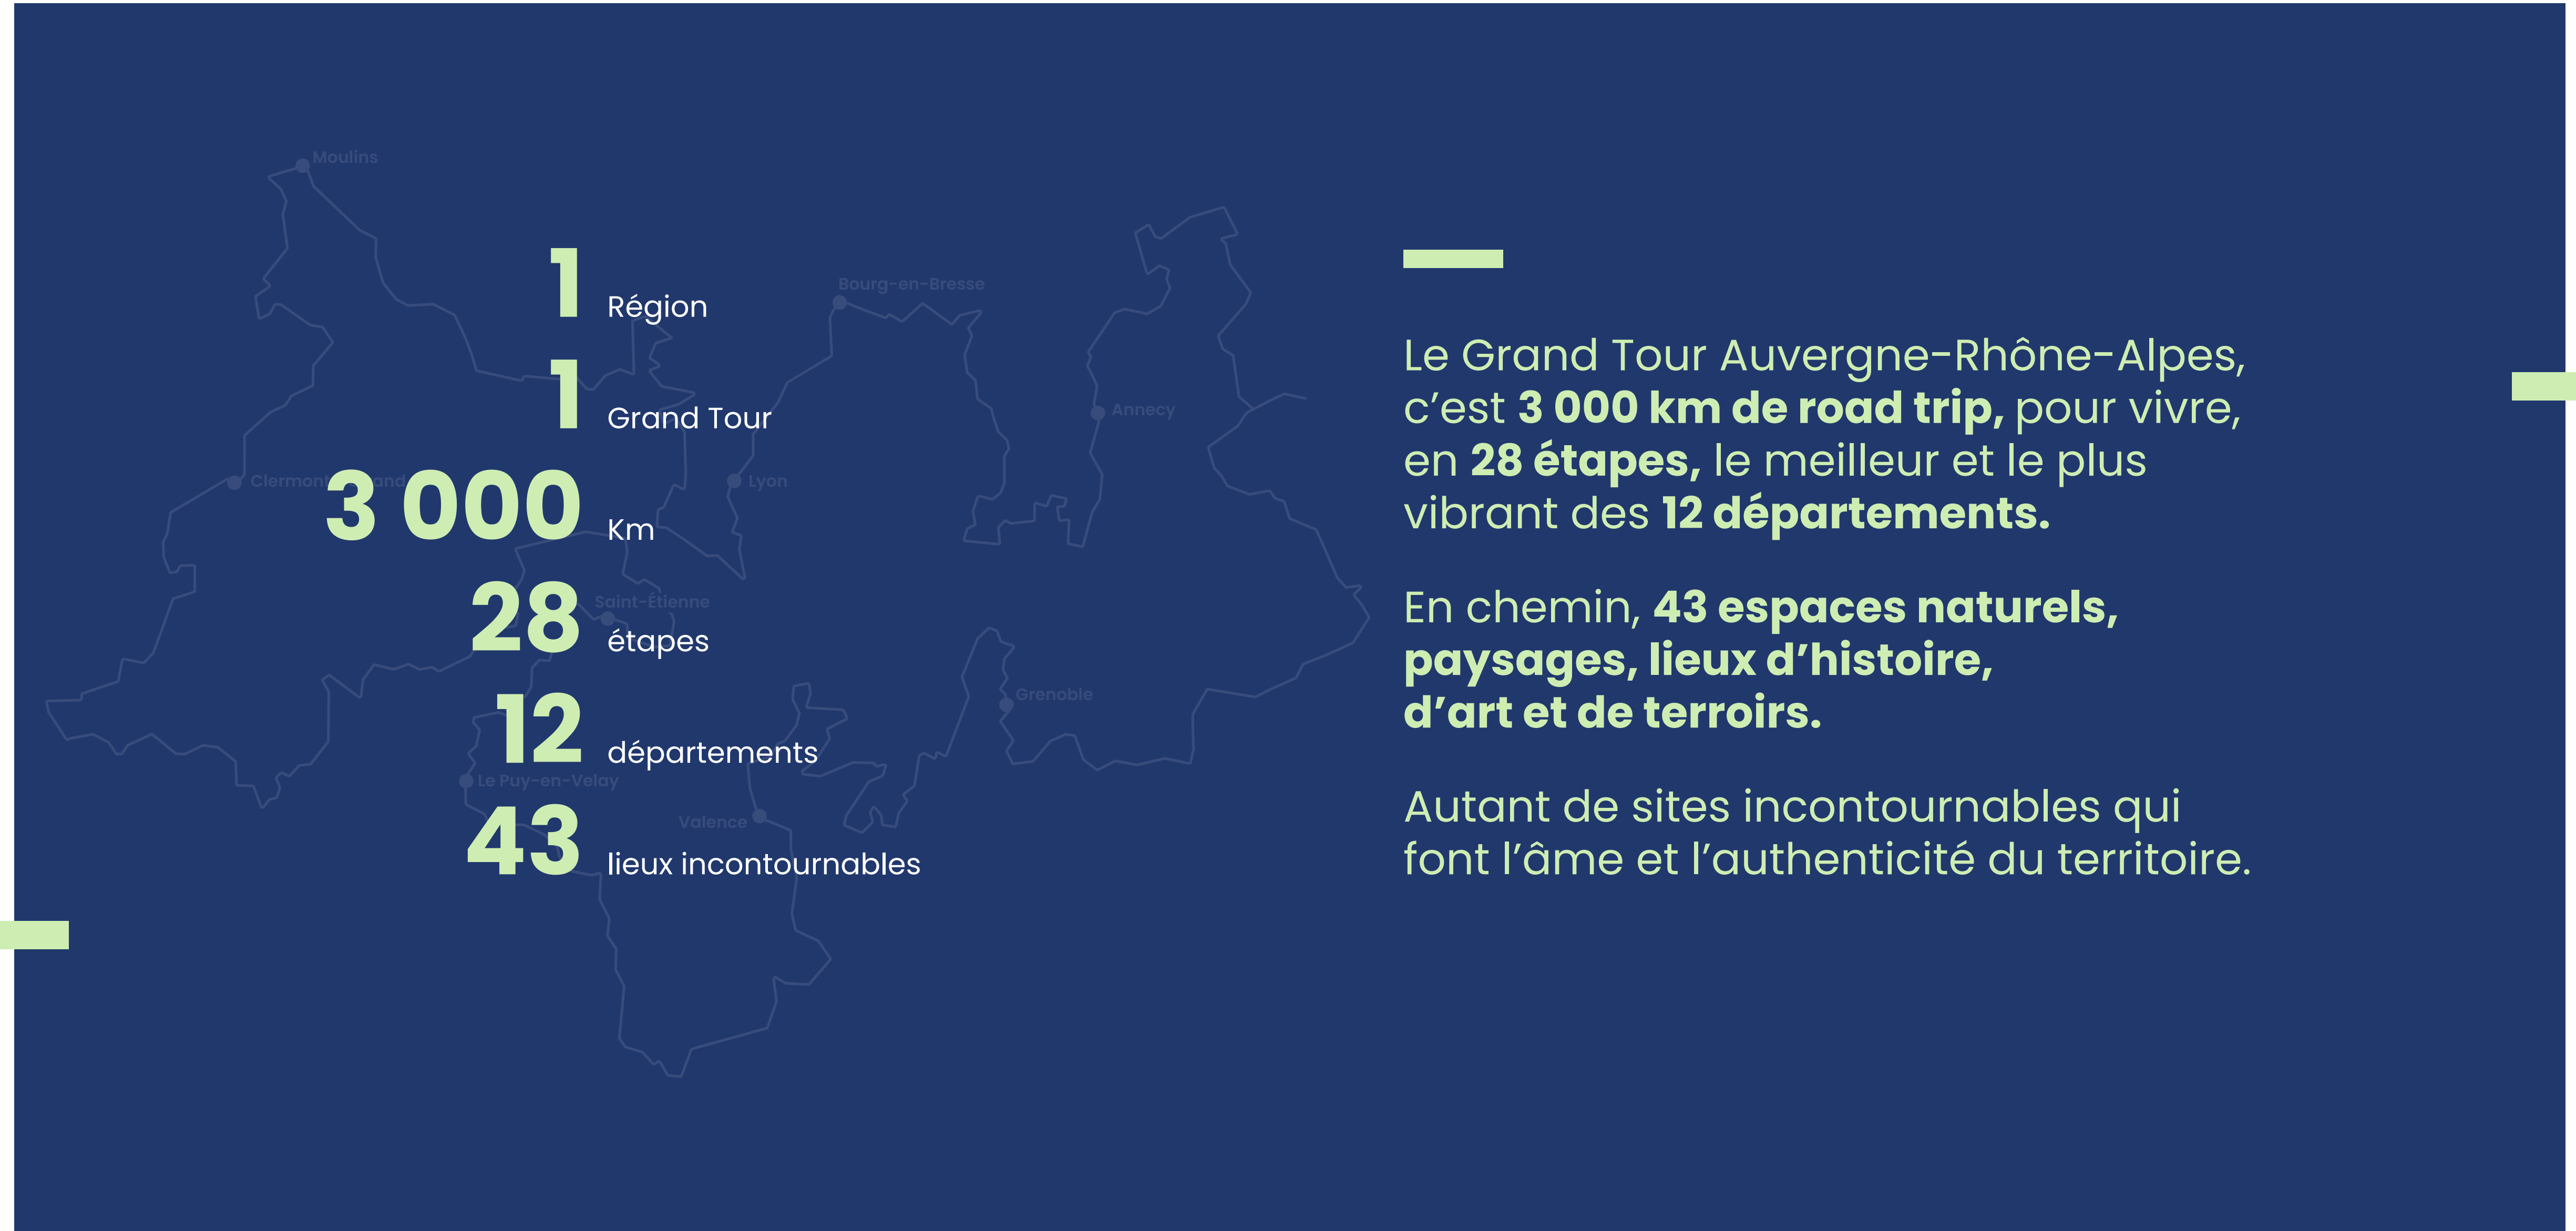 Moulins
Bourg-en-Bresse
Annecy
Lyon
Saint-Étienne
Grenoble
Le Puy-en-Velay
Valence
1 Région
1 Grand Tour
3 000 Km
28 étapes
12 départements
43 lieux incontournables
Le Grand Tour Auvergne-Rhône-Alpes,
c’est 3 000 km de road trip, pour vivre,
en 28 étapes, le meilleur et le plus
vibrant des 12 départements.
En chemin, 43 espaces naturels,
paysages, lieux d’histoire,
d’art et de terroirs.
Autant de sites incontournables qui
font l’âme et l’authenticité du territoire.